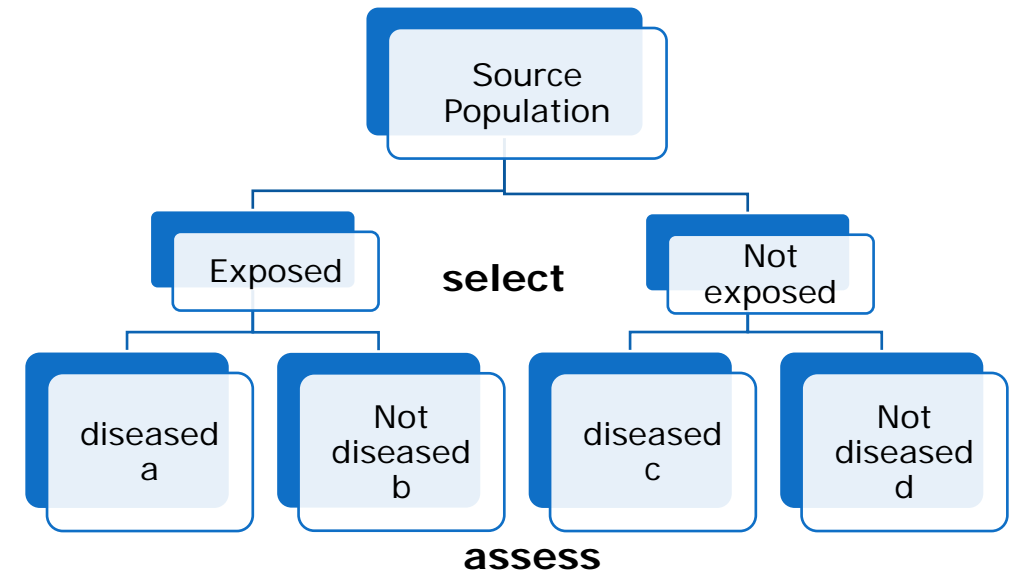 Source
Population
Exposed
select
Not
exposed
diseased
a
Not
diseased
b
diseased
c
Not
diseased
d
assess